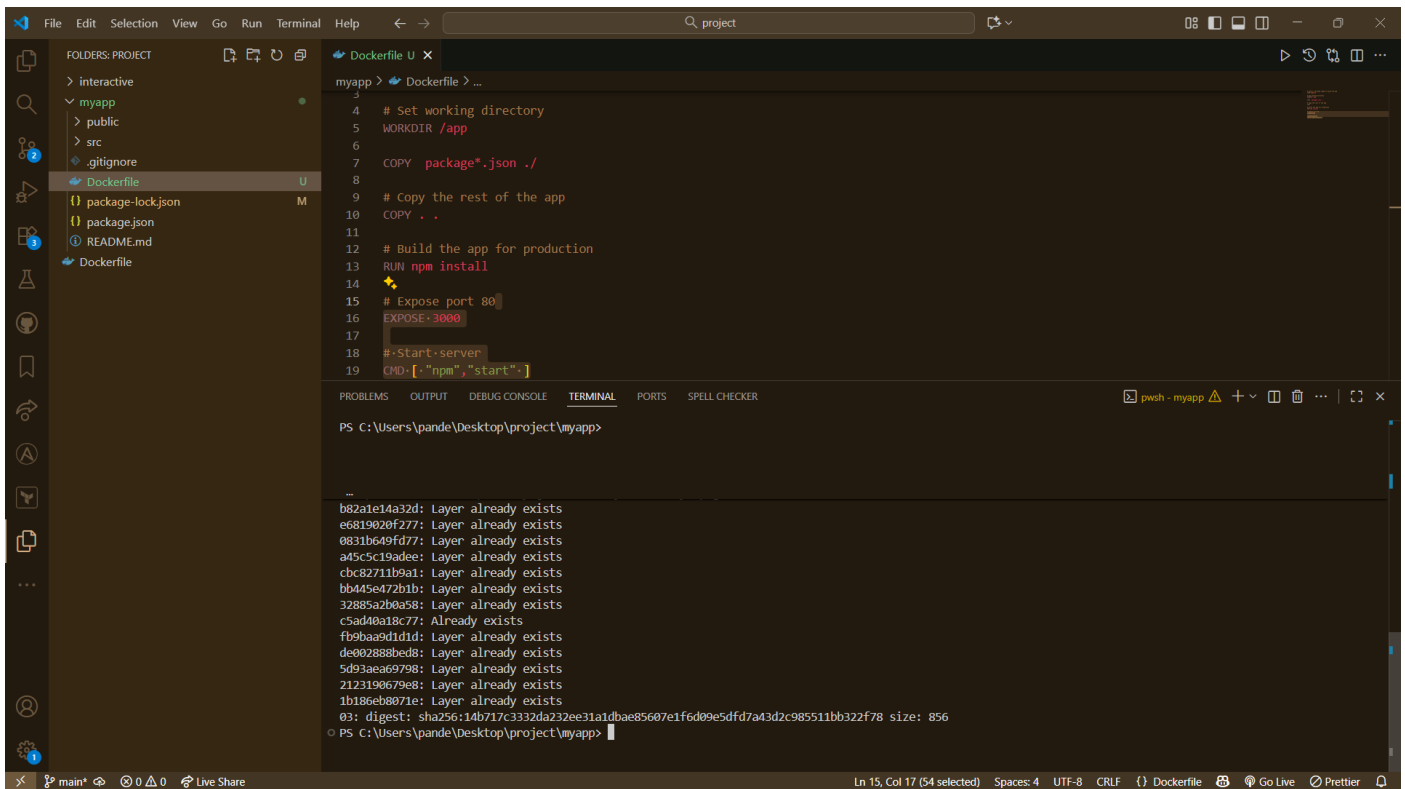 File Edit Selection View Go Run Terminal Help
project
FOLDERS: PROJECT
interactive
myapp
public
src
.gitignore
Dockerfile U
package-lock.json M
package.json
README.md
Dockerfile
2
3
1
Dockerfile U
myapp > Dockerfile > ...
3
4 # Set working directory
5 WORKDIR /app
6
7 COPY  package*.json ./
8
9 # Copy the rest of the app
10 COPY . .
11
12 # Build the app for production
13 RUN npm install
14
15 # Expose port 80
16 EXPOSE·3000
17
18 #·Start·server
19 CMD·[·"npm","start"·]
PROBLEMS OUTPUT DEBUG CONSOLE TERMINAL PORTS SPELL CHECKER
pwsh - myapp
PS C:\Users\pande\Desktop\project\myapp>
...
b82a1e14a32d: Layer already exists
e6819020f277: Layer already exists
0831b649fd77: Layer already exists
a45c5c19adee: Layer already exists
cbc82711b9a1: Layer already exists
bb445e472b1b: Layer already exists
32885a2b0a58: Layer already exists
c5ad40a18c77: Already exists
fb9baa9d1d1d: Layer already exists
de002888bed8: Layer already exists
5d93aea69798: Layer already exists
2123190679e8: Layer already exists
1b186eb8071e: Layer already exists
03: digest: sha256:14b717c3332da232ee31a1dbae85607e1f6d09e5dfd7a43d2c985511bb322f78 size: 856
PS C:\Users\pande\Desktop\project\myapp>
main* 0 0 Live Share
Ln 15, Col 17 (54 selected) Spaces: 4 UTF-8 CRLF {} Dockerfile Go Live Prettier